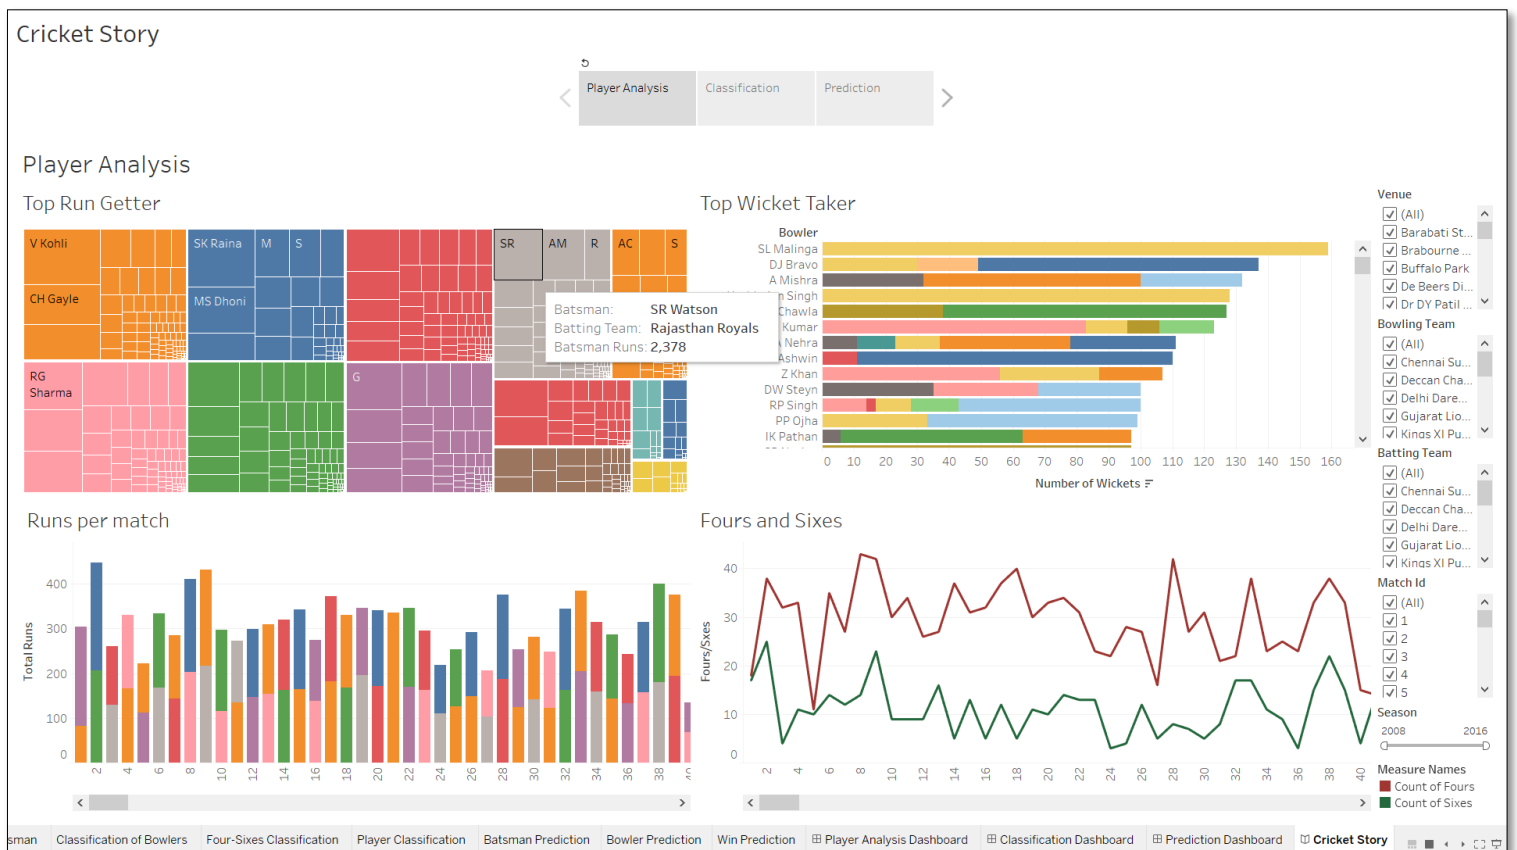 Cricket Story
Player Analysis
Classification
Prediction
Player Analysis
Top Run Getter
V Kohli
CH Gayle
SK Raina
M
S
MS Dhoni
SR
AM
R
AC
S
RG
Sharma
G
Batsman: SR Watson
Batting Team: Rajasthan Royals
Batsman Runs: 2,378
Top Wicket Taker
Bowler
SL Malinga
DJ Bravo
A Mishra
Singh
Chawla
Kumar
Nehra
Ashwin
Z Khan
DW Steyn
RP Singh
PP Ojha
IK Pathan
0 10 20 30 40 50 60 70 80 90 100 110 120 130 140 150 160
Number of Wickets
Runs per match
Total Runs
400
300
200
100
0
2 4 6 8 10 12 14 16 18 20 22 24 26 28 30 32 34 36 38 40
Fours and Sixes
Fours/Sxes
40
30
20
10
0
2 4 6 8 10 12 14 16 18 20 22 24 26 28 30 32 34 36 38 40
Venue
(All)
Barabati St...
Brabourne ...
Buffalo Park
De Beers Di...
Dr DY Patil ...
Bowling Team
(All)
Chennai Su...
Deccan Cha...
Delhi Dare...
Gujarat Lio...
Kings XI Pu...
Batting Team
(All)
Chennai Su...
Deccan Cha...
Delhi Dare...
Gujarat Lio...
Kings XI Pu...
Match Id
(All)
1
2
3
4
5
Season
2008 2016
Measure Names
Count of Fours
Count of Sixes
sman Classification of Bowlers Four-Sixes Classification Player Classification Batsman Prediction Bowler Prediction Win Prediction Player Analysis Dashboard Classification Dashboard Prediction Dashboard Cricket Story